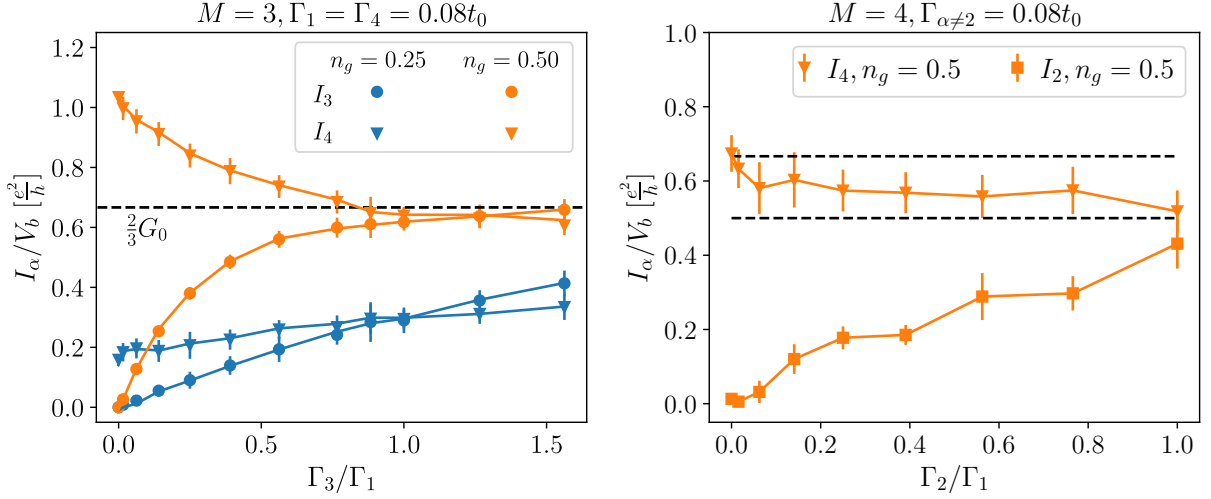 M = 3, Γ₁ = Γ₄ = 0.08t₀
n_g = 0.25 n_g = 0.50
I₃
I₄
2/3 G₀
I_α/V_b [e²/h]
1.2
1.0
0.8
0.6
0.4
0.2
0.0
0.0 0.5 1.0 1.5
Γ₃/Γ₁
M = 4, Γ_{α≠2} = 0.08t₀
I₄, n_g = 0.5 I₂, n_g = 0.5
I_α/V_b [e²/h]
1.0
0.8
0.6
0.4
0.2
0.0
0.0 0.2 0.4 0.6 0.8 1.0
Γ₂/Γ₁